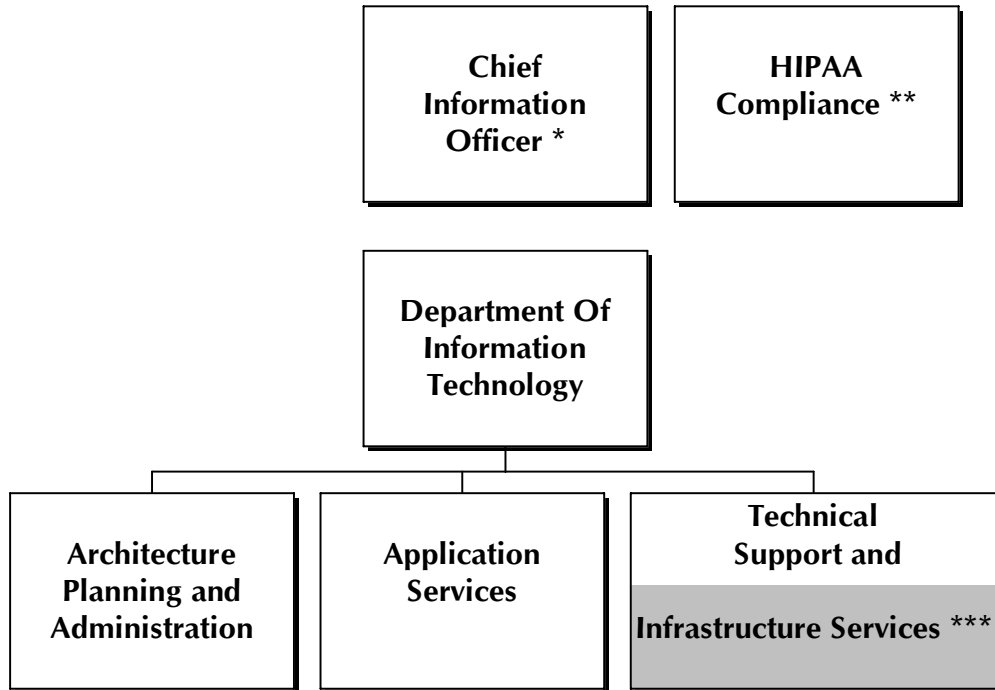 Chief
Information
Officer *
HIPAA
Compliance **
Department Of
Information
Technology
Architecture
Planning and
Administration
Application
Services
Technical
Support and
Infrastructure Services ***